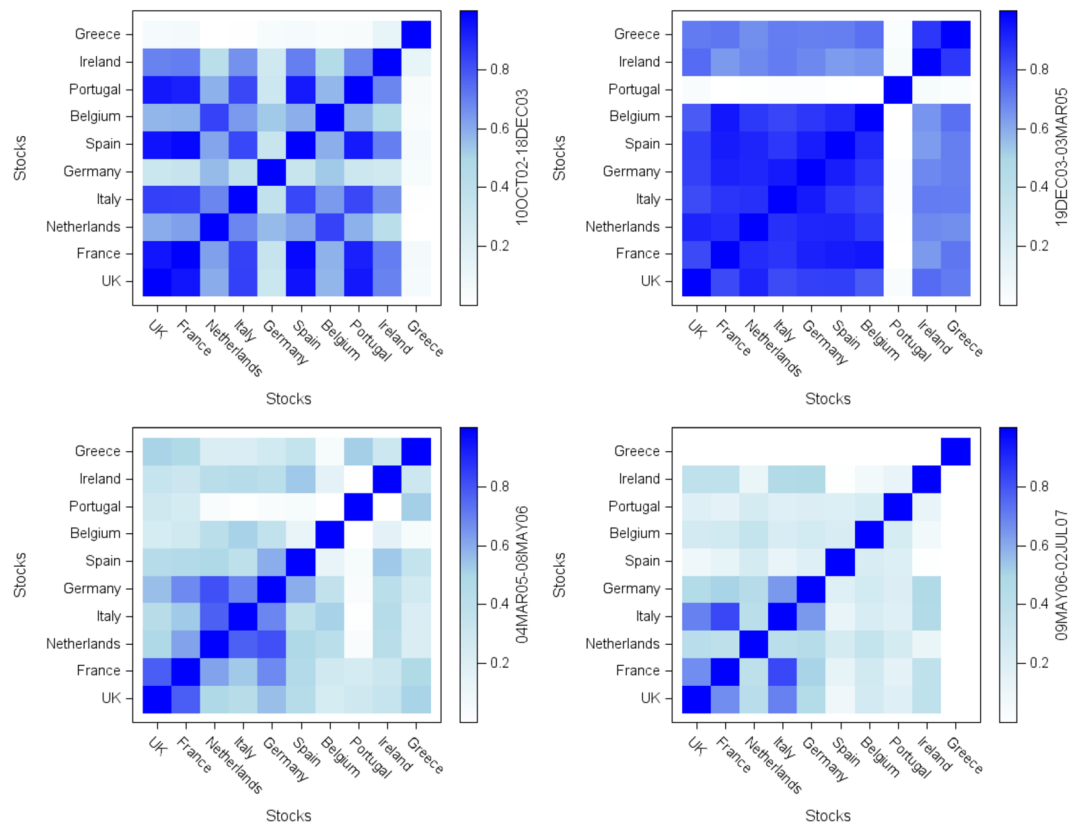 Greece
Ireland
Portugal
Belgium
Spain
Germany
Italy
Netherlands
France
UK
Stocks
UK
France
Netherlands
Italy
Germany
Spain
Belgium
Portugal
Ireland
Greece
Stocks
0.8
0.6
0.4
0.2
10OCT02-18DEC03
Greece
Ireland
Portugal
Belgium
Spain
Germany
Italy
Netherlands
France
UK
Stocks
UK
France
Netherlands
Italy
Germany
Spain
Belgium
Portugal
Ireland
Greece
Stocks
0.8
0.6
0.4
0.2
19DEC03-03MAR05
Greece
Ireland
Portugal
Belgium
Spain
Germany
Italy
Netherlands
France
UK
Stocks
UK
France
Netherlands
Italy
Germany
Spain
Belgium
Portugal
Ireland
Greece
Stocks
0.8
0.6
0.4
0.2
04MAR05-08MAY06
Greece
Ireland
Portugal
Belgium
Spain
Germany
Italy
Netherlands
France
UK
Stocks
UK
France
Netherlands
Italy
Germany
Spain
Belgium
Portugal
Ireland
Greece
Stocks
0.8
0.6
0.4
0.2
09MAY06-02JUL07